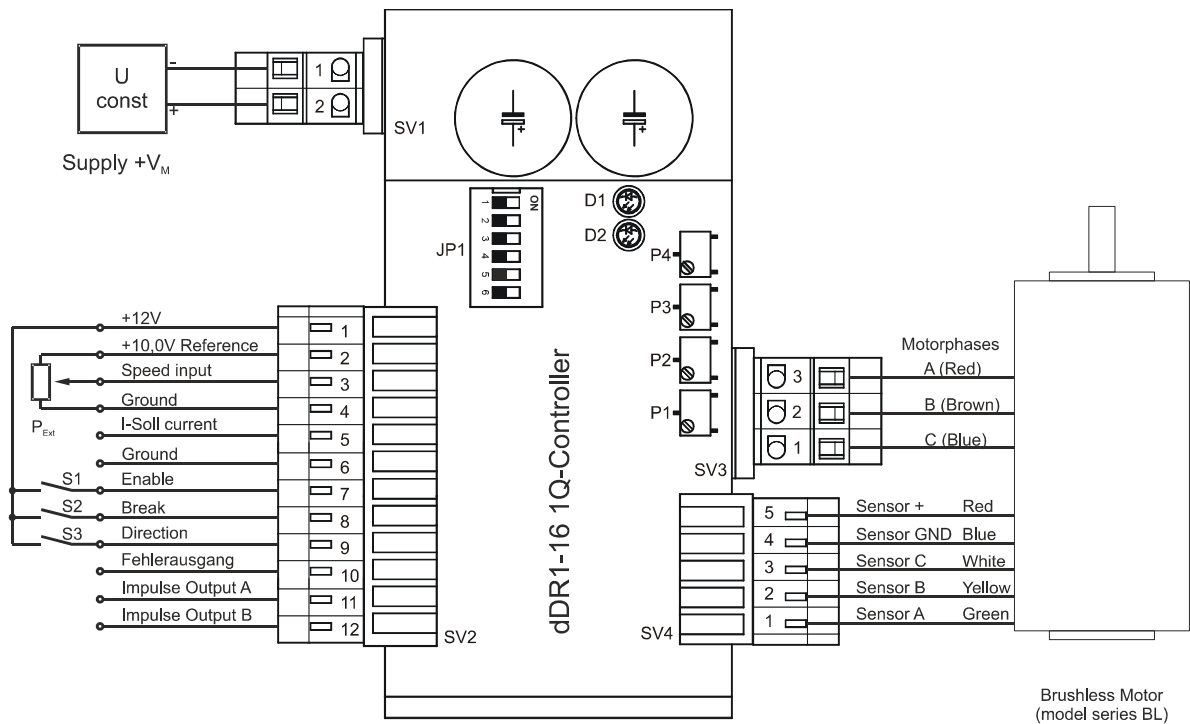 U
const
-
+
Supply +VM
1
2
SV1
1
2
3
4
5
6
ON
JP1
D1
D2
P4
P3
P2
P1
dDR1-16 1Q-Controller
+12V
+10,0V Reference
Speed input
Ground
PExt
I-Soll current
Ground
S1 Enable
S2 Break
S3 Direction
Fehlerausgang
Impulse Output A
Impulse Output B
1
2
3
4
5
6
7
8
9
10
11
12
SV2
+
+
Motorphases
3 A (Red)
2 B (Brown)
1 C (Blue)
SV3
5 Sensor + Red
4 Sensor GND Blue
3 Sensor C White
2 Sensor B Yellow
1 Sensor A Green
SV4
Brushless Motor
(model series BL)